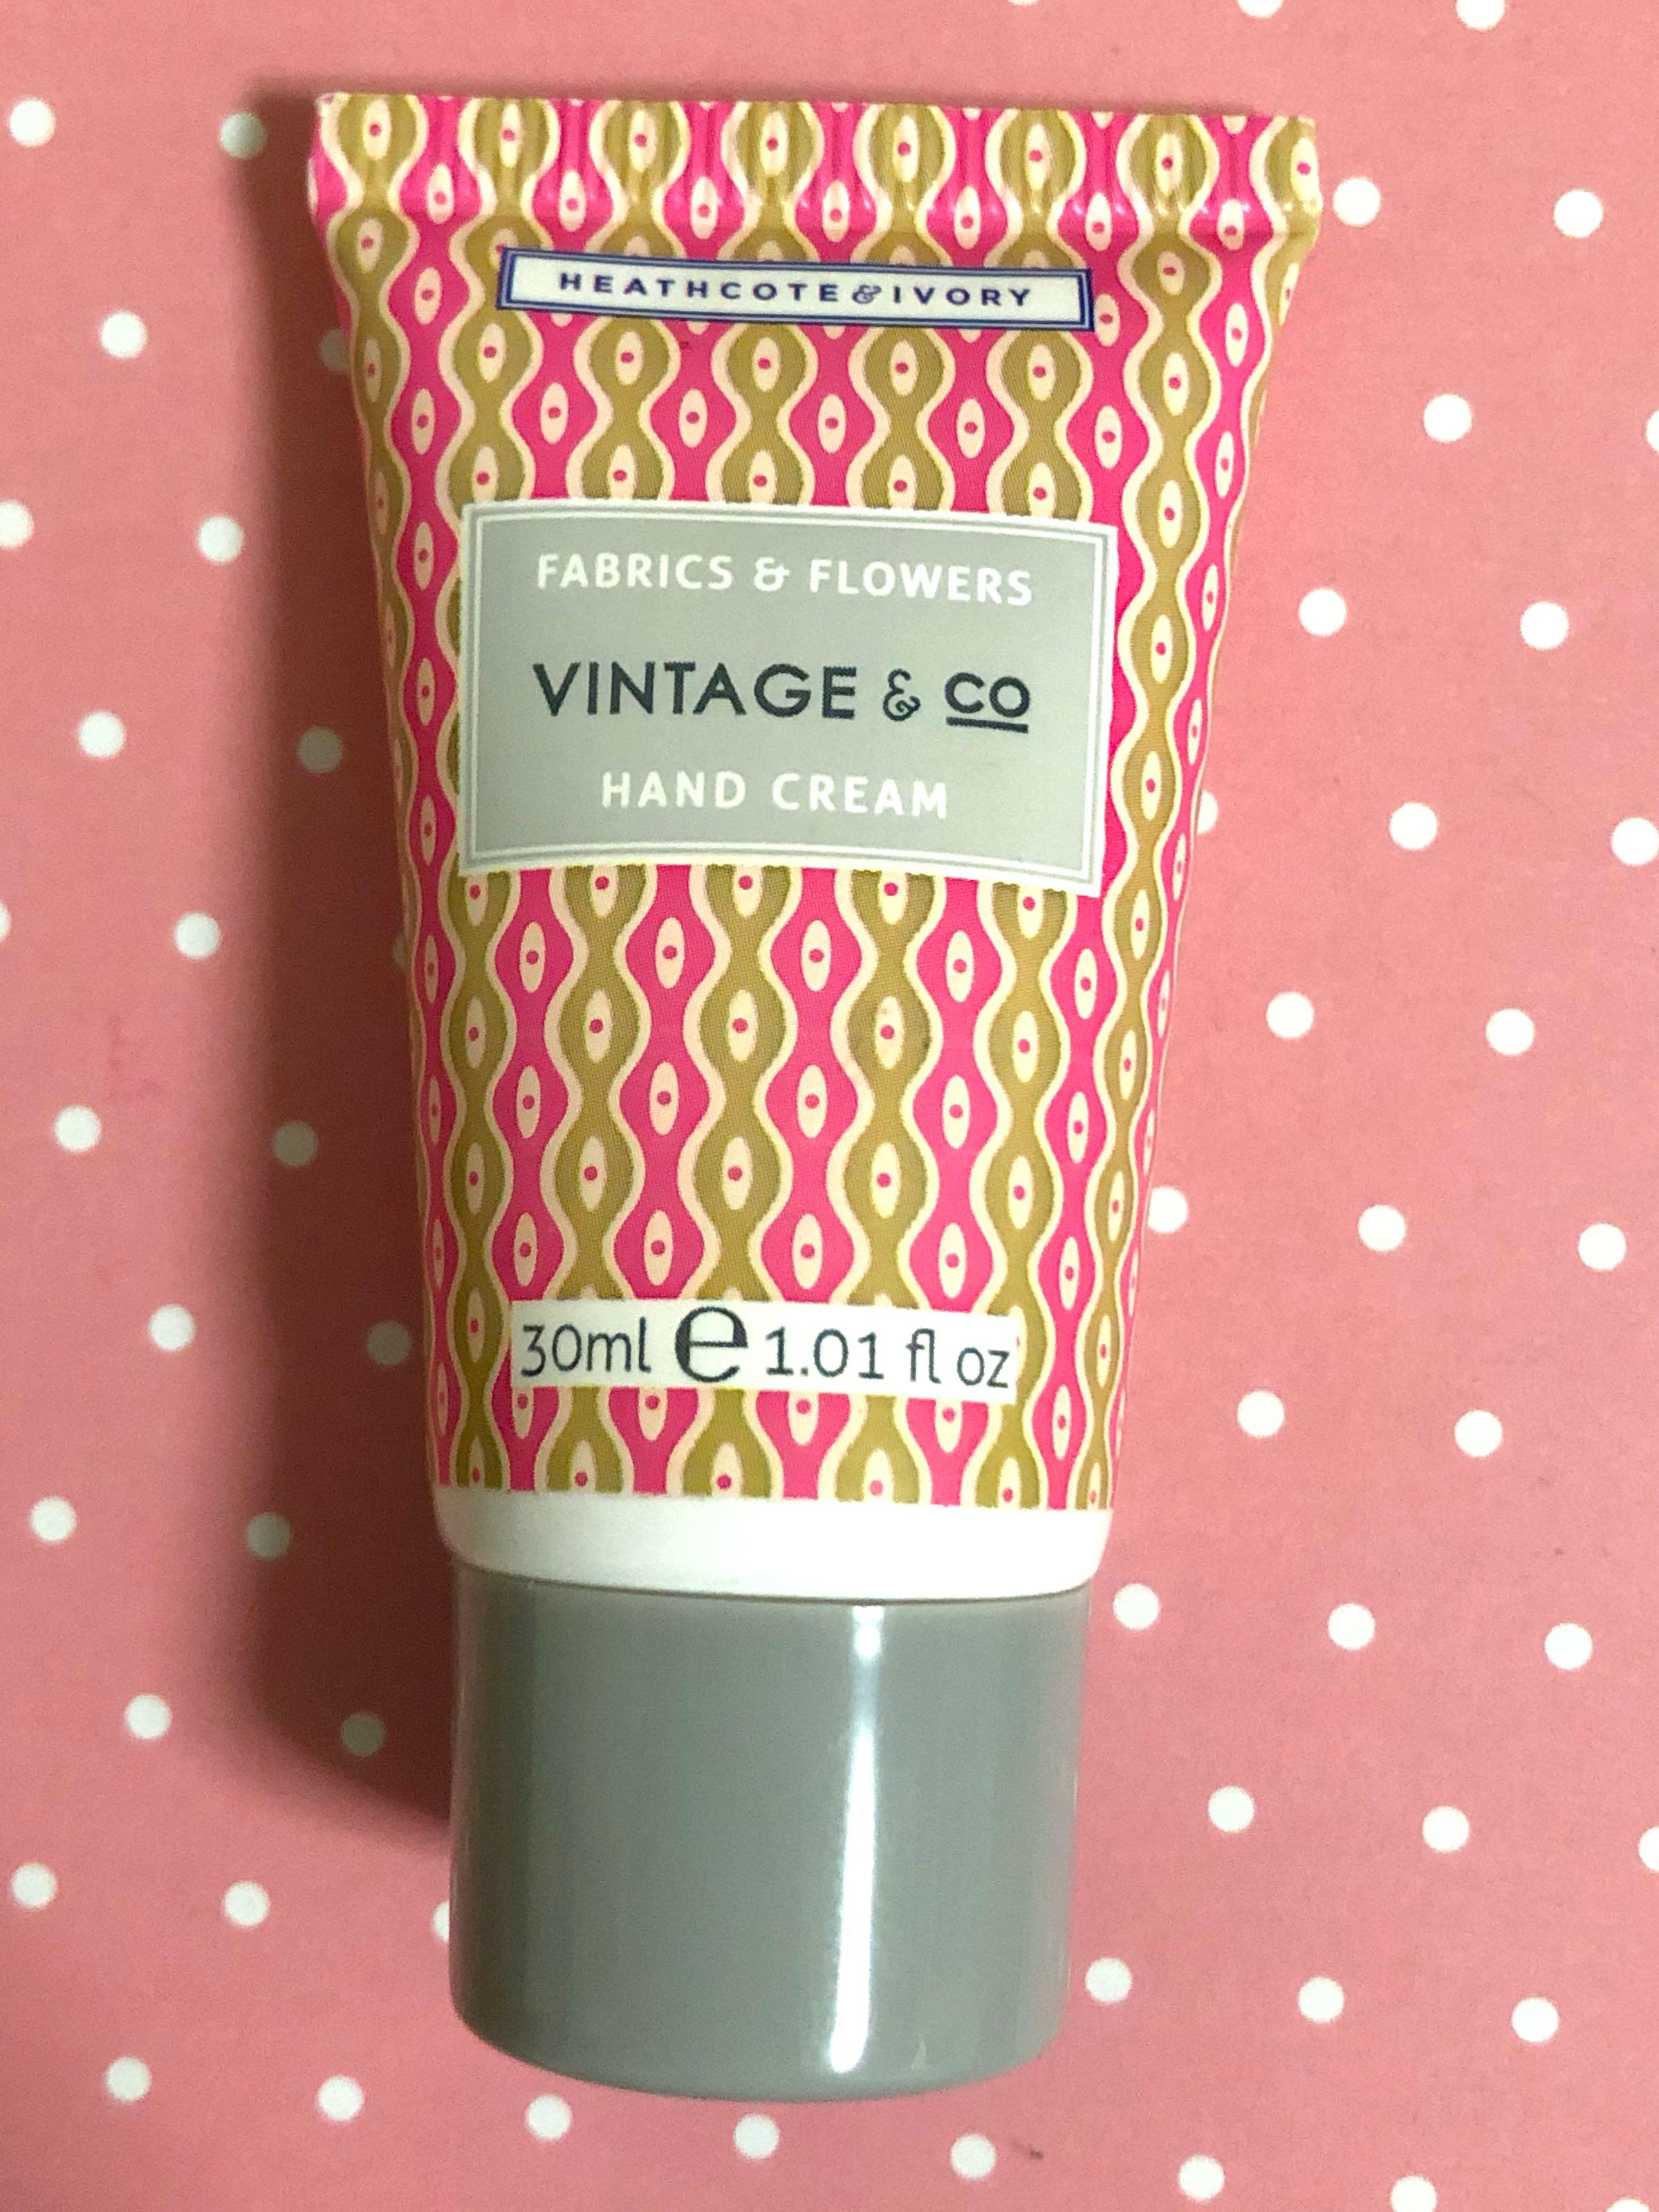 HEATHCOTE & IVORY
FABRICS & FLOWERS
VINTAGE & CO
HAND CREAM
30ml ℮ 1.01 fl oz